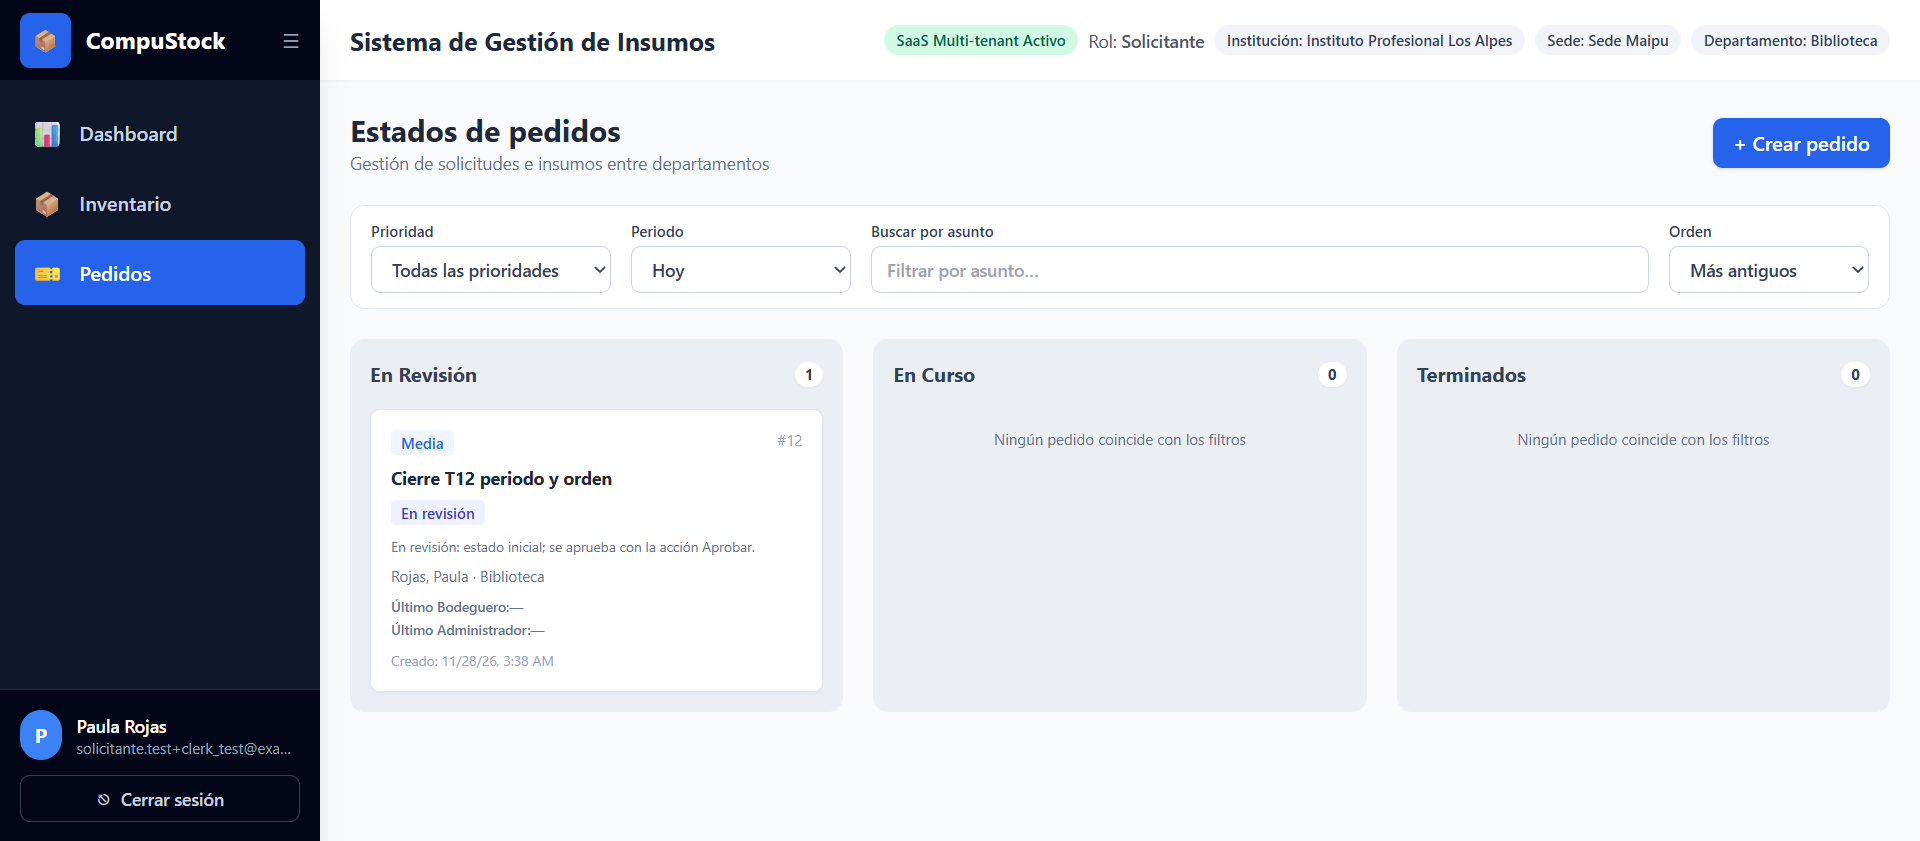 CompuStock
Dashboard
Inventario
Pedidos
Paula Rojas
solicitante.test+clerk_test@exa...
Cerrar sesión
Sistema de Gestión de Insumos
SaaS Multi-tenant Activo
Rol: Solicitante
Institución: Instituto Profesional Los Alpes
Sede: Sede Maipu
Departamento: Biblioteca
Estados de pedidos
Gestión de solicitudes e insumos entre departamentos
+ Crear pedido
Prioridad
Todas las prioridades
Periodo
Hoy
Buscar por asunto
Filtrar por asunto...
Orden
Más antiguos
En Revisión
1
Media
#12
Cierre T12 periodo y orden
En revisión
En revisión: estado inicial; se aprueba con la acción Aprobar.
Rojas, Paula · Biblioteca
Último Bodeguero:—
Último Administrador:—
Creado: 11/28/26, 3:38 AM
En Curso
0
Ningún pedido coincide con los filtros
Terminados
0
Ningún pedido coincide con los filtros
P